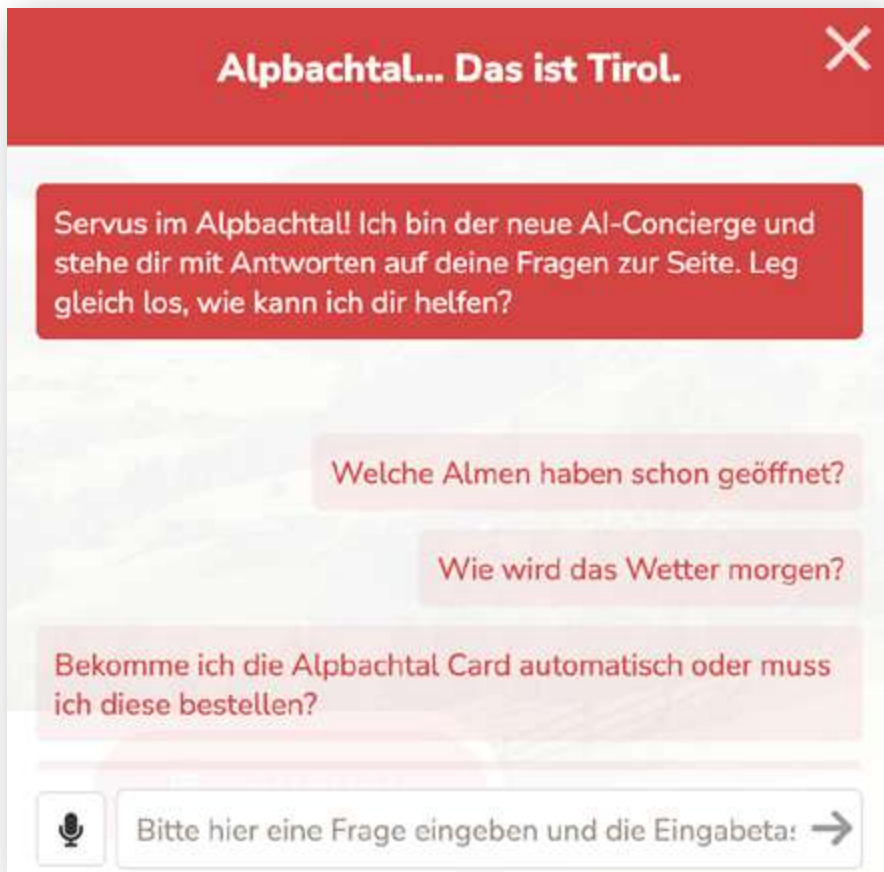 Alpbachtal... Das ist Tirol.
Servus im Alpbachtal! Ich bin der neue AI-Concierge und
stehe dir mit Antworten auf deine Fragen zur Seite. Leg
gleich los, wie kann ich dir helfen?
Welche Almen haben schon geöffnet?
Wie wird das Wetter morgen?
Bekomme ich die Alpbachtal Card automatisch oder muss
ich diese bestellen?
Bitte hier eine Frage eingeben und die Eingabetas